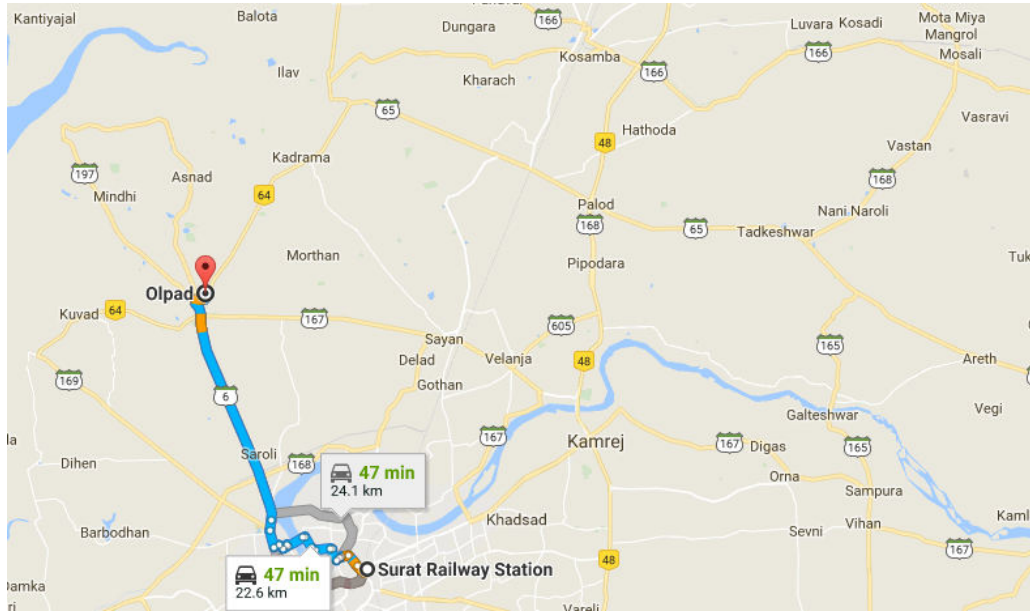 Kantiyajal
Balota
Dungara
166
Luvara
Kosadi
Mota Miya
Mangrol
Mosali
Kosamba
166
166
Ilav
Kharach
65
Hathoda
Vasravi
48
Vastan
Kadrama
197
Asnad
Mindhi
64
168
Palod
Nani Naroli
168
65
Tadkeshwar
Morthan
Pipodara
Tuk
Olpad
Kuvad
64
167
605
Sayan
Velanja
Delad
48
165
Areth
169
Gothan
6
Galteshwar
Vegi
167
Kamrej
167
Digas
165
Saroli
168
Dihen
47 min
24.1 km
Orna
Sampura
Barbodhan
Khadsad
Sevni
Vihan
167
Kaml
48
Surat Railway Station
47 min
22.6 km
Damka
Vareli